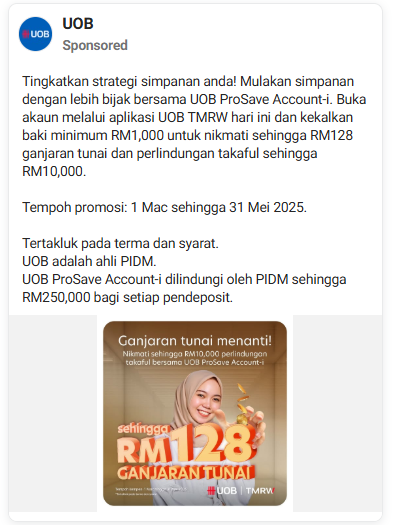 UOB
UOB
Sponsored
Tingkatkan strategi simpanan anda! Mulakan simpanan
dengan lebih bijak bersama UOB ProSave Account-i. Buka
akaun melalui aplikasi UOB TMRW hari ini dan kekalkan
baki minimum RM1,000 untuk nikmati sehingga RM128
ganjaran tunai dan perlindungan takaful sehingga
RM10,000.
Tempoh promosi: 1 Mac sehingga 31 Mei 2025.
Tertakluk pada terma dan syarat.
UOB adalah ahli PIDM.
UOB ProSave Account-i dilindungi oleh PIDM sehingga
RM250,000 bagi setiap pendeposit.
Ganjaran tunai menanti!
Nikmati sehingga RM10,000 perlindungan
takaful bersama UOB ProSave Account-i
sehingga
RM128
GANJARAN TUNAI
UOB TMRW